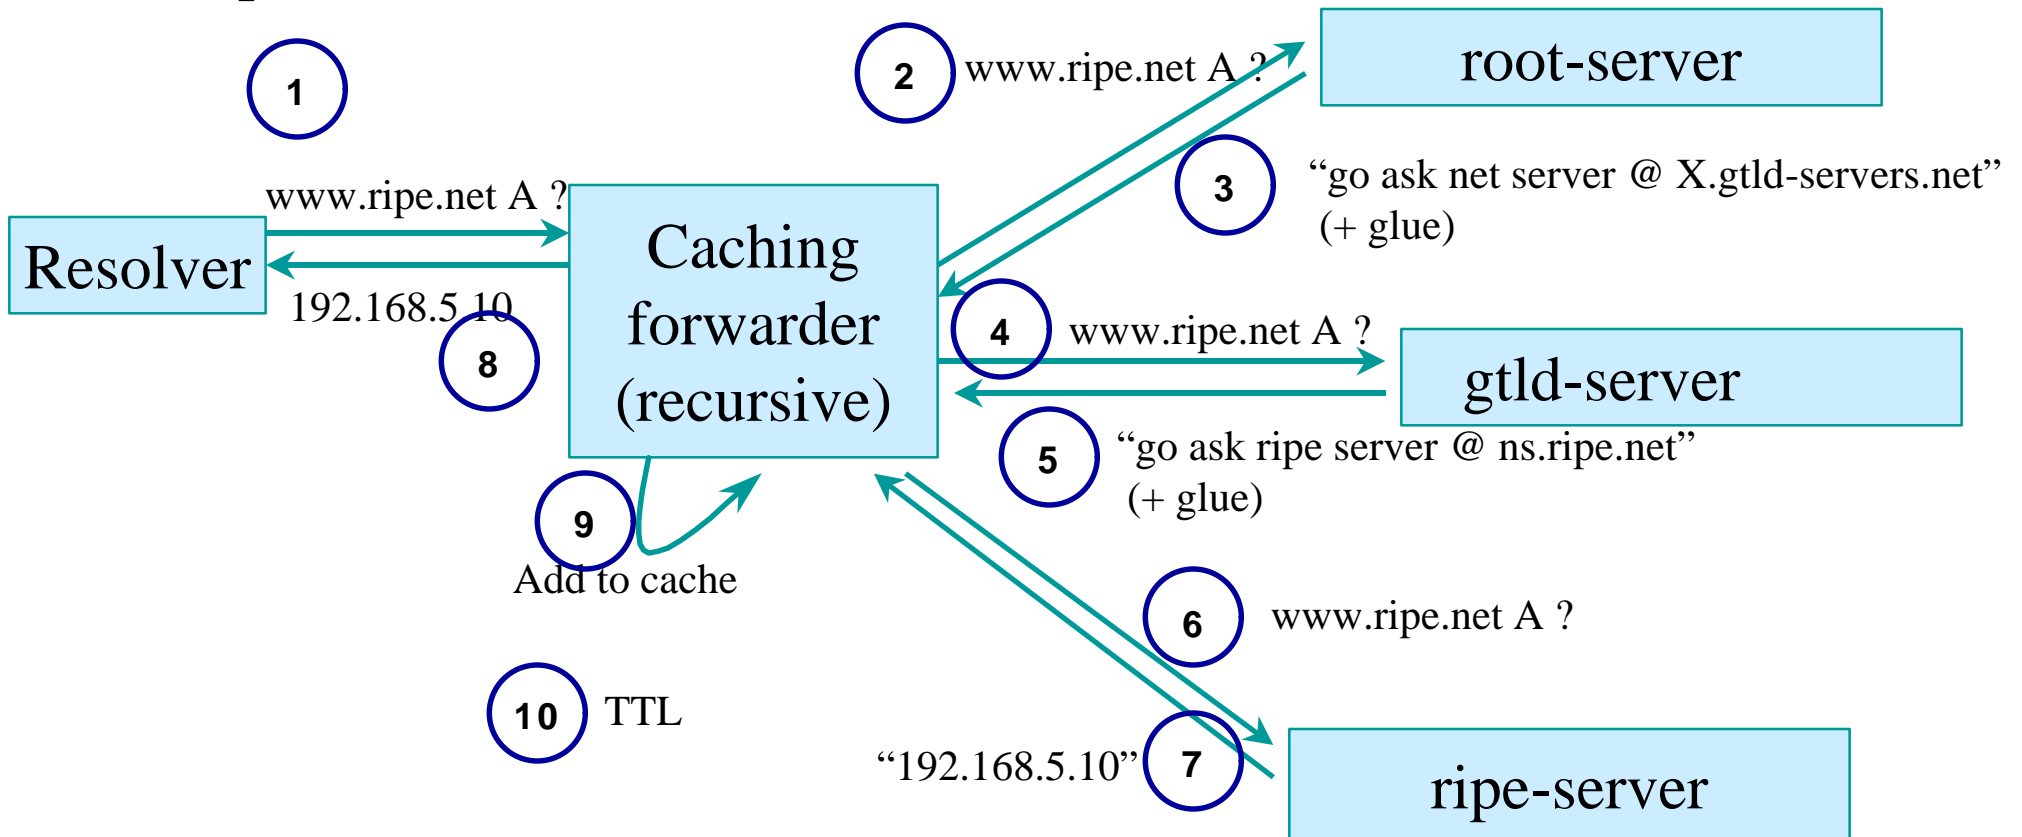 1
2
www.ripe.net A ?
root-server
3
“go ask net server @ X.gtld-servers.net”
(+ glue)
www.ripe.net A ?
Resolver
Caching
forwarder
(recursive)
192.168.5.10
8
4
www.ripe.net A ?
gtld-server
5
“go ask ripe server @ ns.ripe.net”
(+ glue)
9
Add to cache
6
www.ripe.net A ?
10
TTL
“192.168.5.10”
7
ripe-server